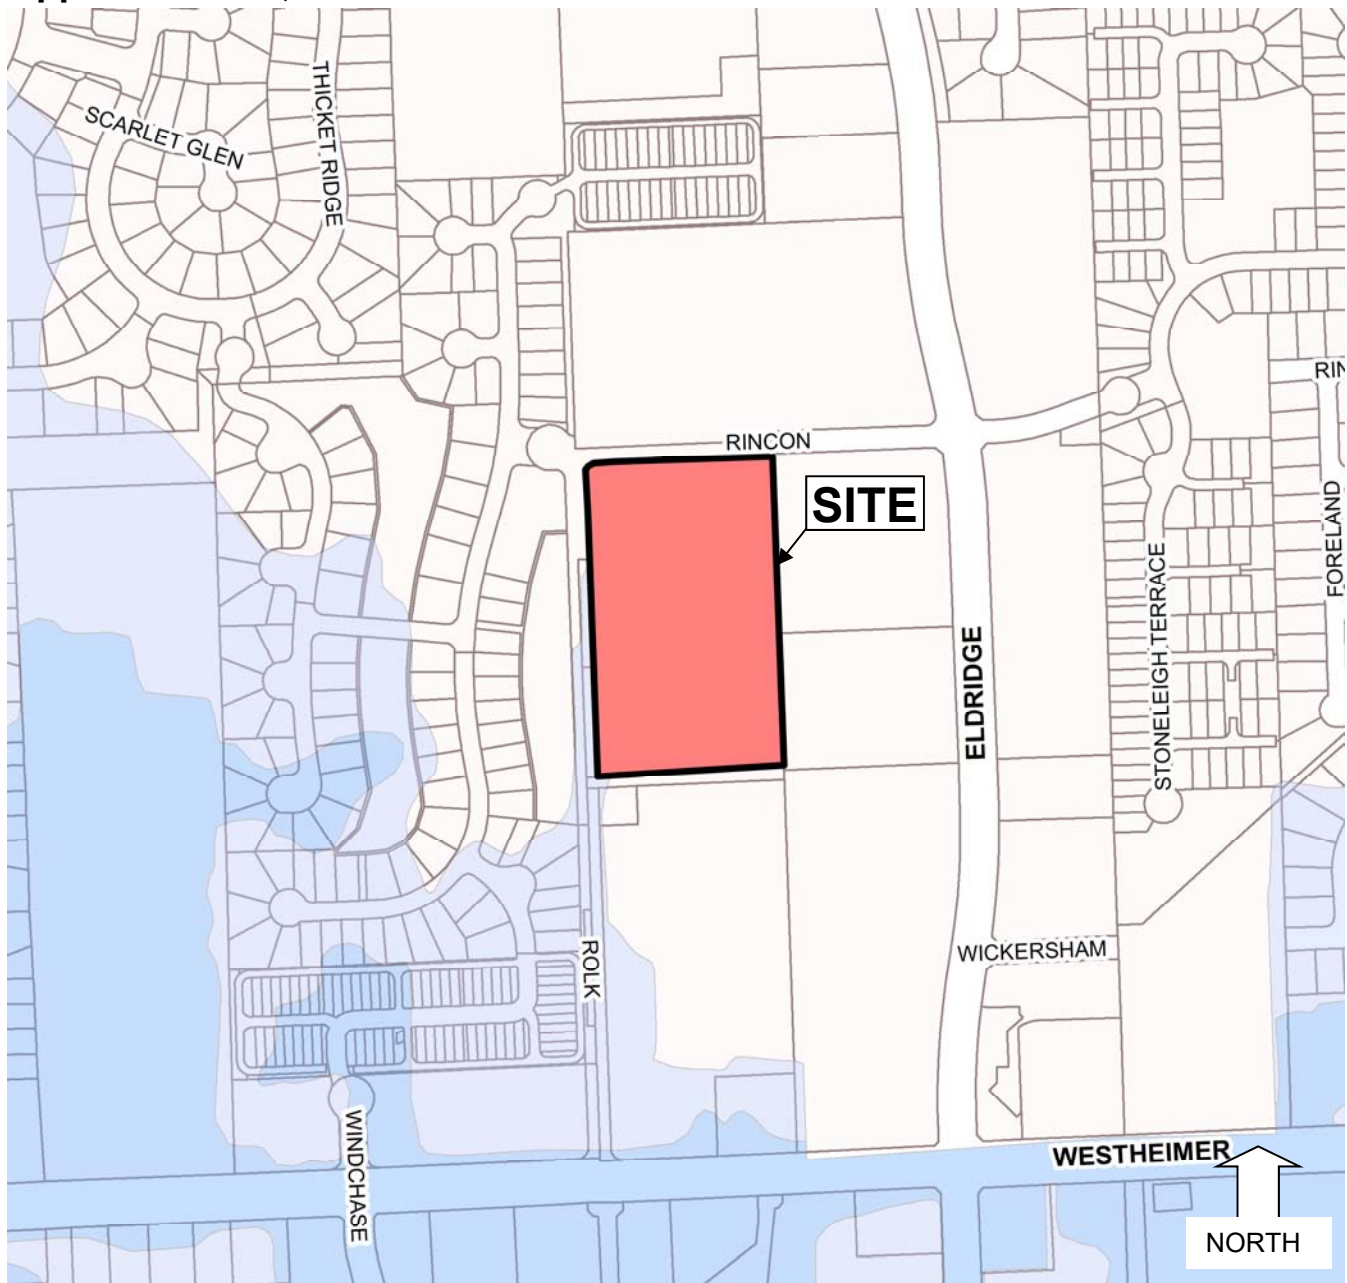 THICKET RIDGE
SCARLET GLEN
RIN
RINCON
SITE
FORELAND
STONELEIGH TERRACE
ELDRIDGE
WICKERSHAM
ROLK
WINDCHASE
WESTHEIMER
NORTH